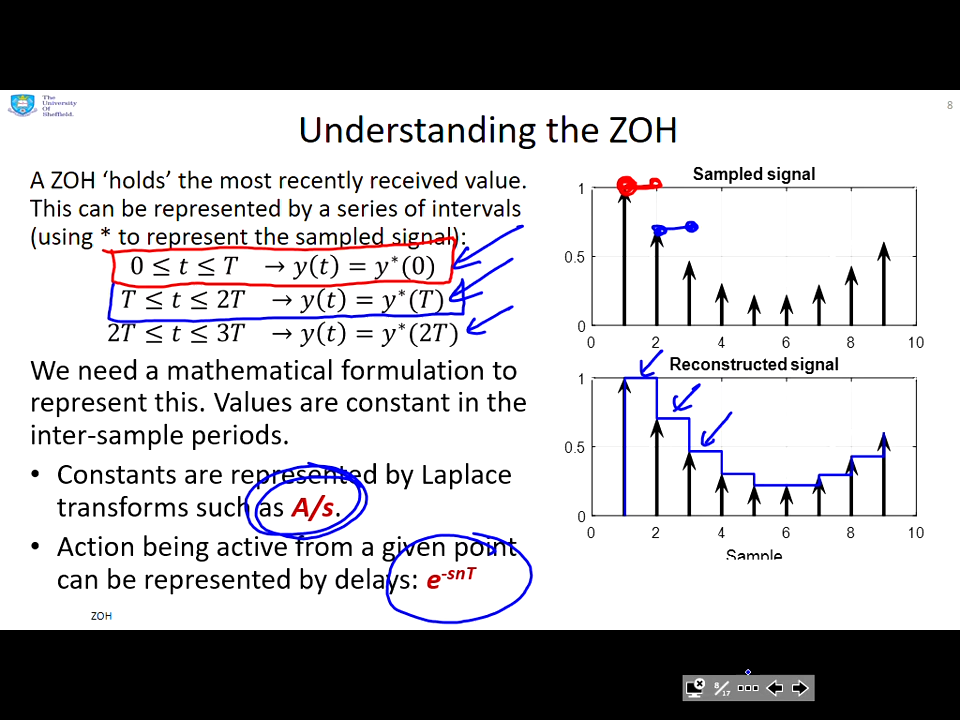 The
University
Of
Sheffield.
8
Understanding the ZOH
A ZOH ‘holds’ the most recently received value.
This can be represented by a series of intervals
(using * to represent the sampled signal):
0 ≤ t ≤ T → y(t) = y*(0)
T ≤ t ≤ 2T → y(t) = y*(T)
2T ≤ t ≤ 3T → y(t) = y*(2T)
We need a mathematical formulation to
represent this. Values are constant in the
inter-sample periods.
• Constants are represented by Laplace
transforms such as A/s.
• Action being active from a given point
can be represented by delays: e^-snT
ZOH
Sampled signal
1
0.5
0
0 2 4 6 8 10
Reconstructed signal
1
0.5
0
0 2 4 6 8 10
Sample
8/17